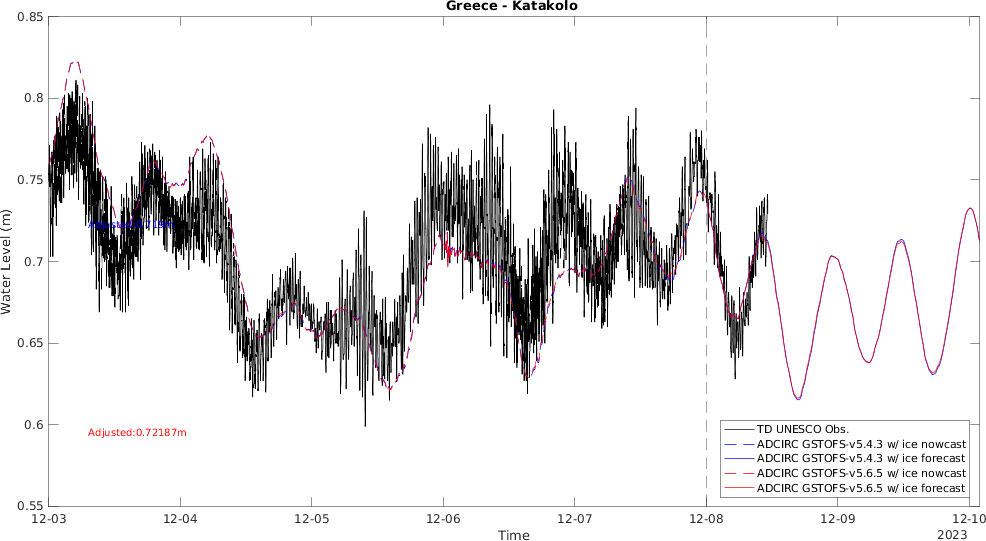 Greece - Katakolo
0.85
0.8
0.75
0.7
0.65
0.6
0.55
Water Level (m)
Adjusted:0.72187m
TD UNESCO Obs.
ADCIRC GSTOFS-v5.4.3 w/ ice nowcast
ADCIRC GSTOFS-v5.4.3 w/ ice forecast
ADCIRC GSTOFS-v5.6.5 w/ ice nowcast
ADCIRC GSTOFS-v5.6.5 w/ ice forecast
12-03 12-04 12-05 12-06 12-07 12-08 12-09 12-10
Time
2023